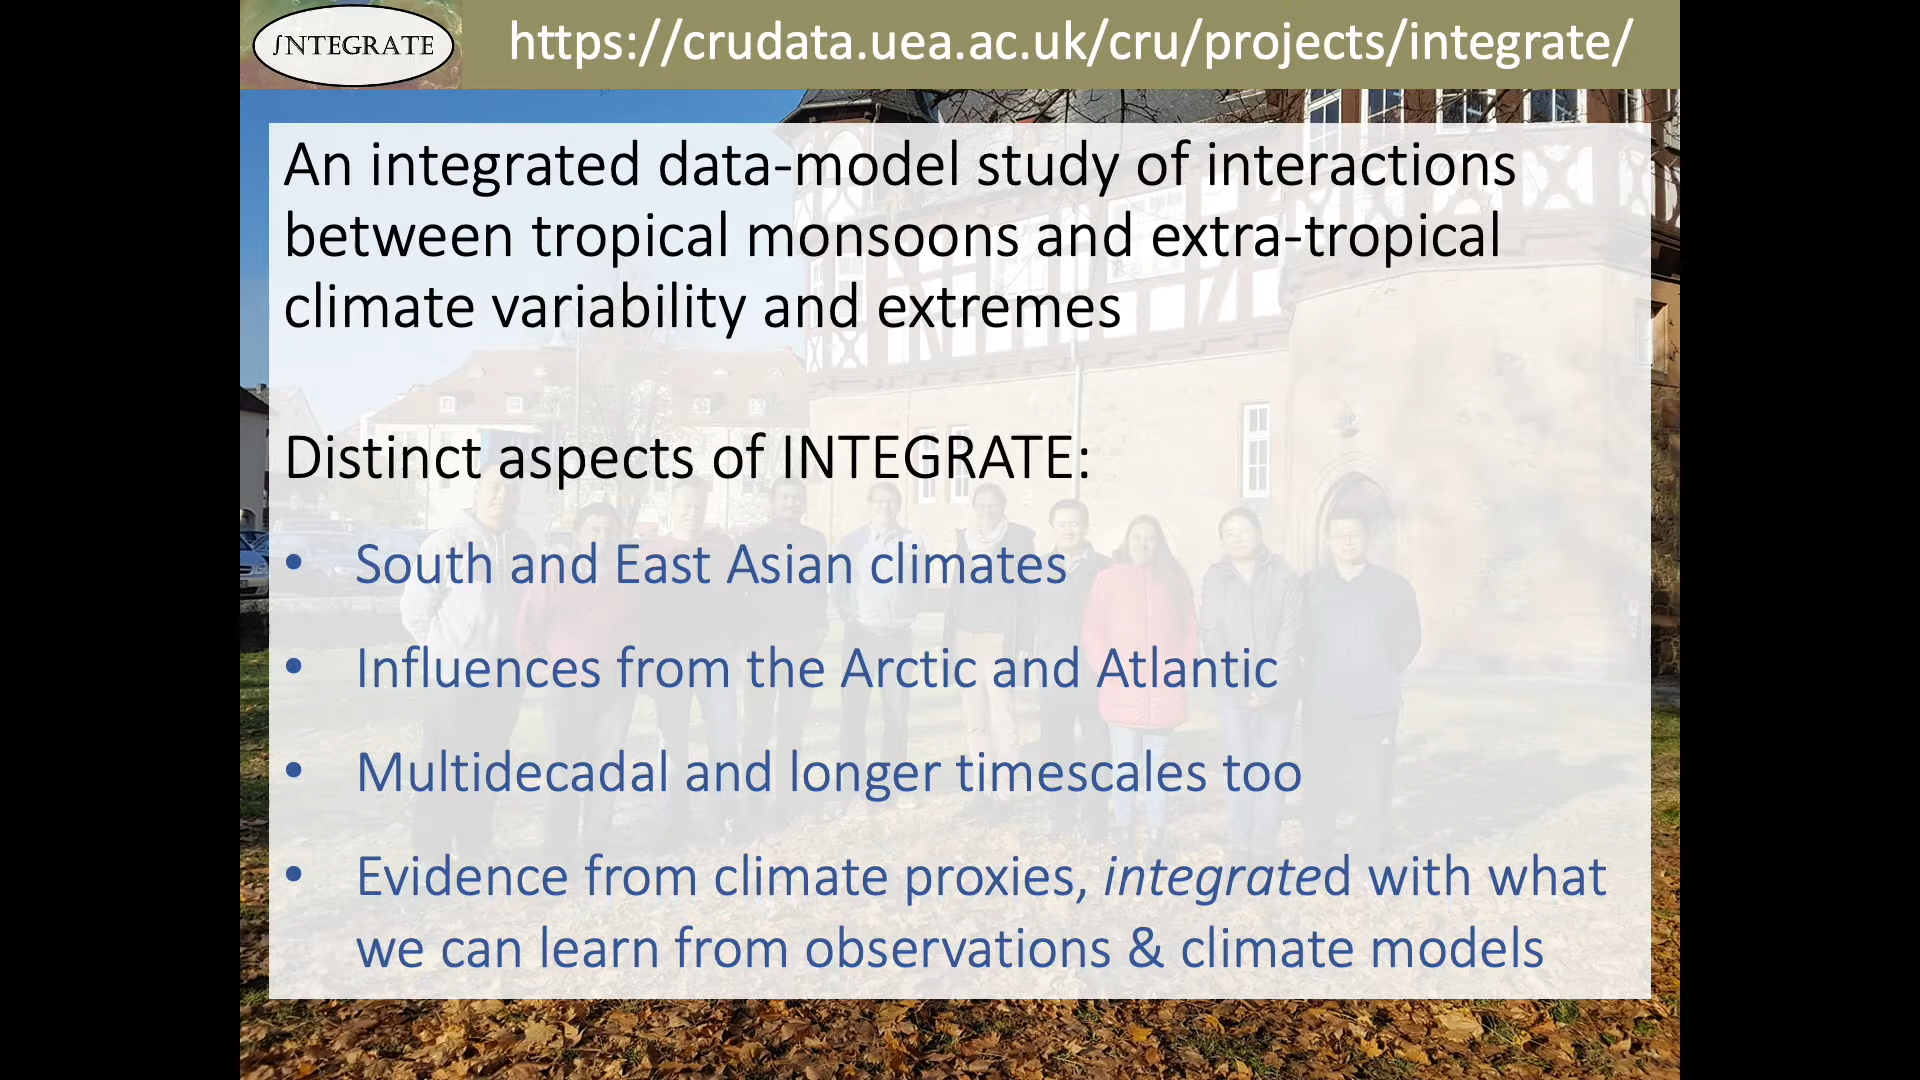 ∫NTEGRATE
https://crudata.uea.ac.uk/cru/projects/integrate/
An integrated data-model study of interactions
between tropical monsoons and extra-tropical
climate variability and extremes
Distinct aspects of INTEGRATE:
• South and East Asian climates
• Influences from the Arctic and Atlantic
• Multidecadal and longer timescales too
• Evidence from climate proxies, integrated with what
we can learn from observations & climate models